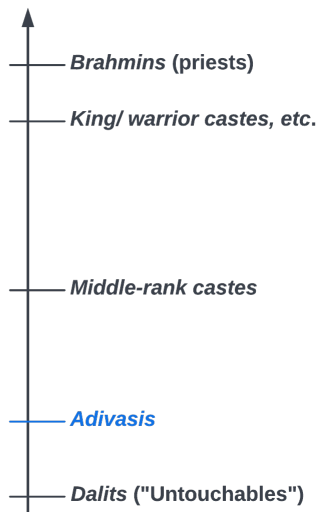 Brahmins (priests)
King/ warrior castes, etc.
Middle-rank castes
Adivasis
Dalits ("Untouchables")